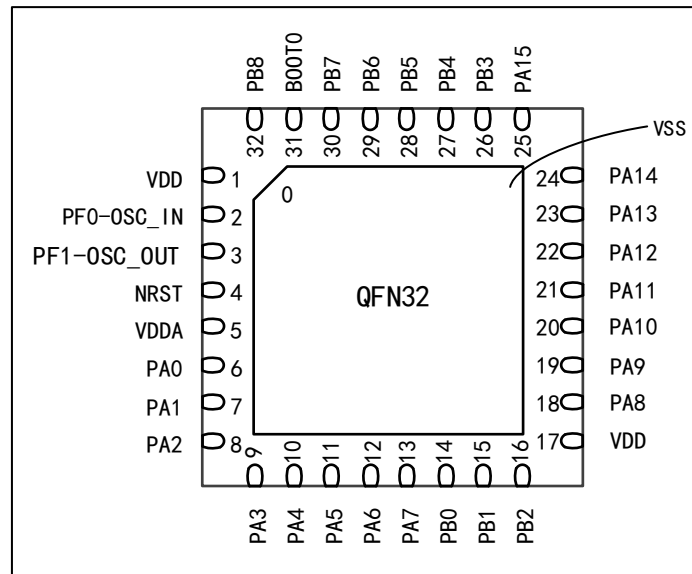 PB8 BOOT0 PB7 PB6 PB5 PB4 PB3 PA15
32 31 30 29 28 27 26 25
VSS
VDD 1 0 24 PA14
PF0-OSC_IN 2 23 PA13
PF1-OSC_OUT 3 22 PA12
NRST 4 QFN32 21 PA11
VDDA 5 20 PA10
PA0 6 19 PA9
PA1 7 18 PA8
PA2 8 17 VDD
9 10 11 12 13 14 15 16
PA3 PA4 PA5 PA6 PA7 PB0 PB1 PB2